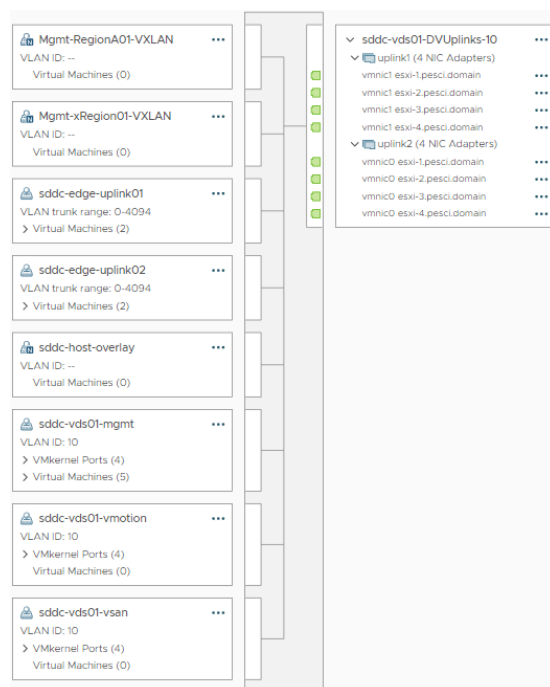 Mgmt-RegionA01-VXLAN
VLAN ID: --
Virtual Machines (0)
Mgmt-xRegion01-VXLAN
VLAN ID: --
Virtual Machines (0)
sddc-edge-uplink01
VLAN trunk range: 0-4094
Virtual Machines (2)
sddc-edge-uplink02
VLAN trunk range: 0-4094
Virtual Machines (2)
sddc-host-overlay
VLAN ID: --
Virtual Machines (0)
sddc-vds01-mgmt
VLAN ID: 10
VMkernel Ports (4)
Virtual Machines (5)
sddc-vds01-vmotion
VLAN ID: 10
VMkernel Ports (4)
Virtual Machines (0)
sddc-vds01-vsan
VLAN ID: 10
VMkernel Ports (4)
Virtual Machines (0)
sddc-vds01-DVUplinks-10
uplink1 (4 NIC Adapters)
vmnic1 esxi-1.pesci.domain
vmnic1 esxi-2.pesci.domain
vmnic1 esxi-3.pesci.domain
vmnic1 esxi-4.pesci.domain
uplink2 (4 NIC Adapters)
vmnic0 esxi-1.pesci.domain
vmnic0 esxi-2.pesci.domain
vmnic0 esxi-3.pesci.domain
vmnic0 esxi-4.pesci.domain